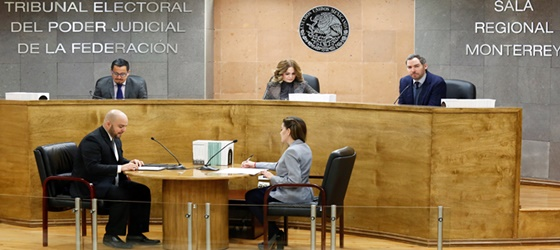 TRIBUNAL ELECTORAL
DEL PODER JUDICIAL
DE LA FEDERACIÓN
SALA
REGIONAL
MONTERREY